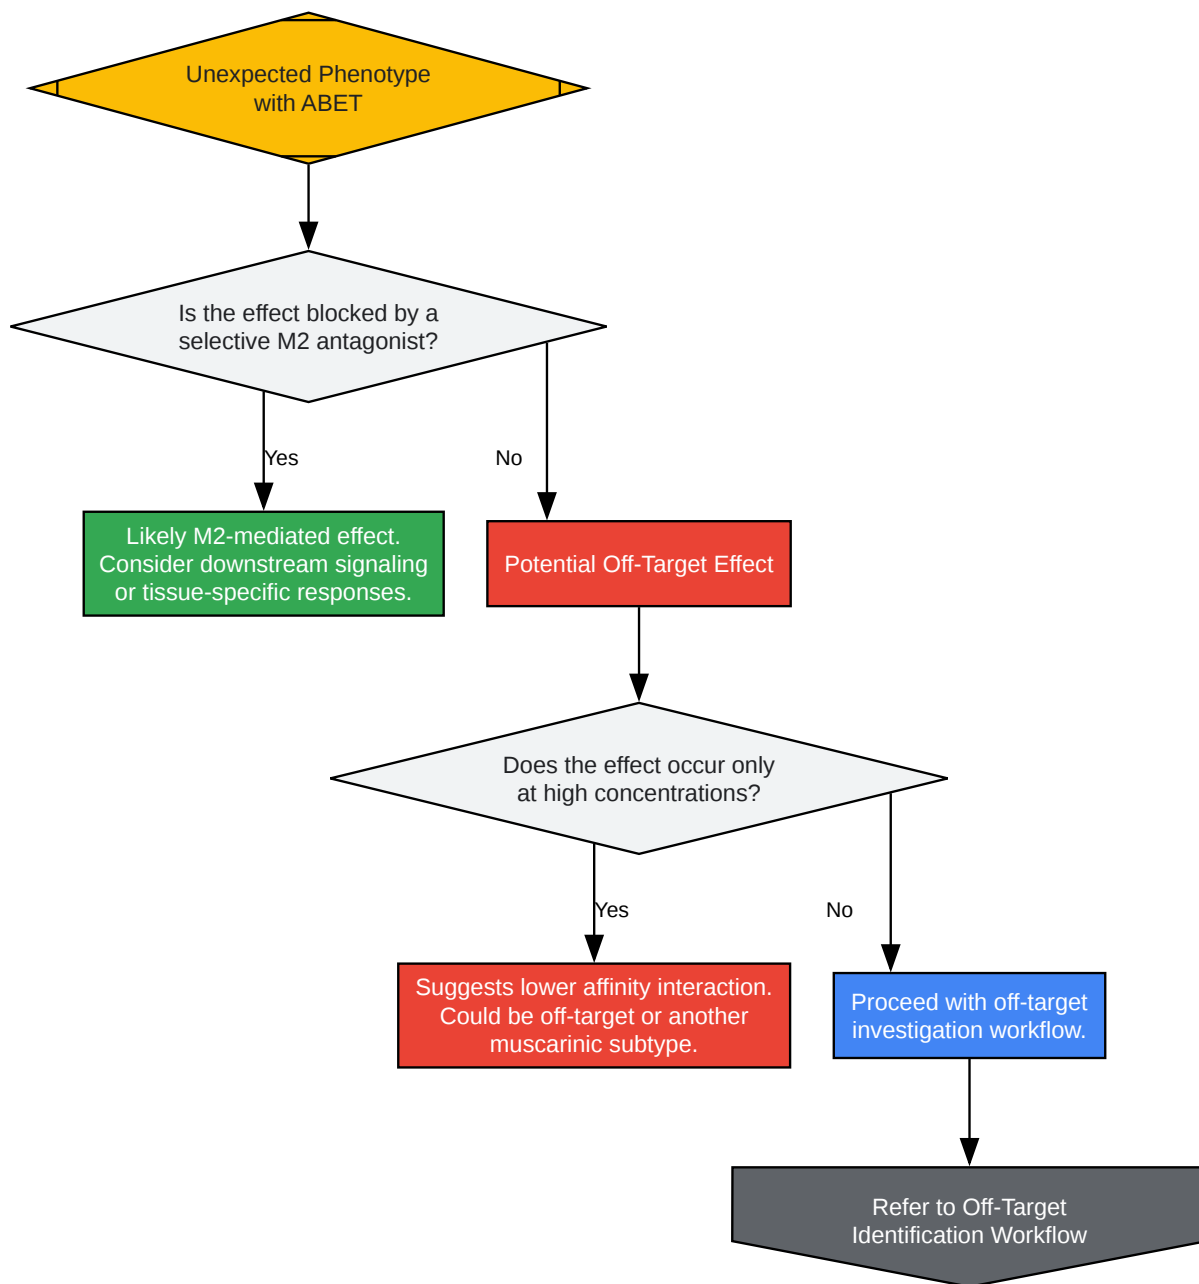 Unexpected Phenotype
with ABET
Is the effect blocked by a
selective M2 antagonist?
Yes
No
Likely M2-mediated effect.
Consider downstream signaling
or tissue-specific responses.
Potential Off-Target Effect
Does the effect occur only
at high concentrations?
Yes
No
Suggests lower affinity interaction.
Could be off-target or another
muscarinic subtype.
Proceed with off-target
investigation workflow.
Refer to Off-Target
Identification Workflow